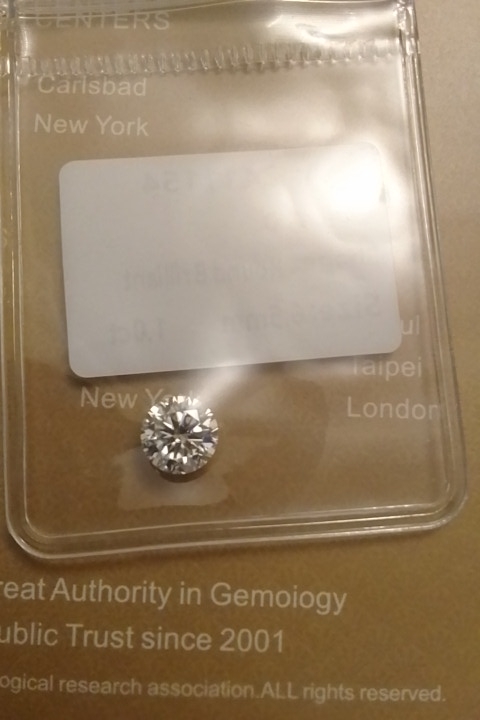 CENTERS
Carlsbad
New York
Taipei
New York
London
reat Authority in Gemoiogy
ublic Trust since 2001
ogical research association.ALL rights reserved.